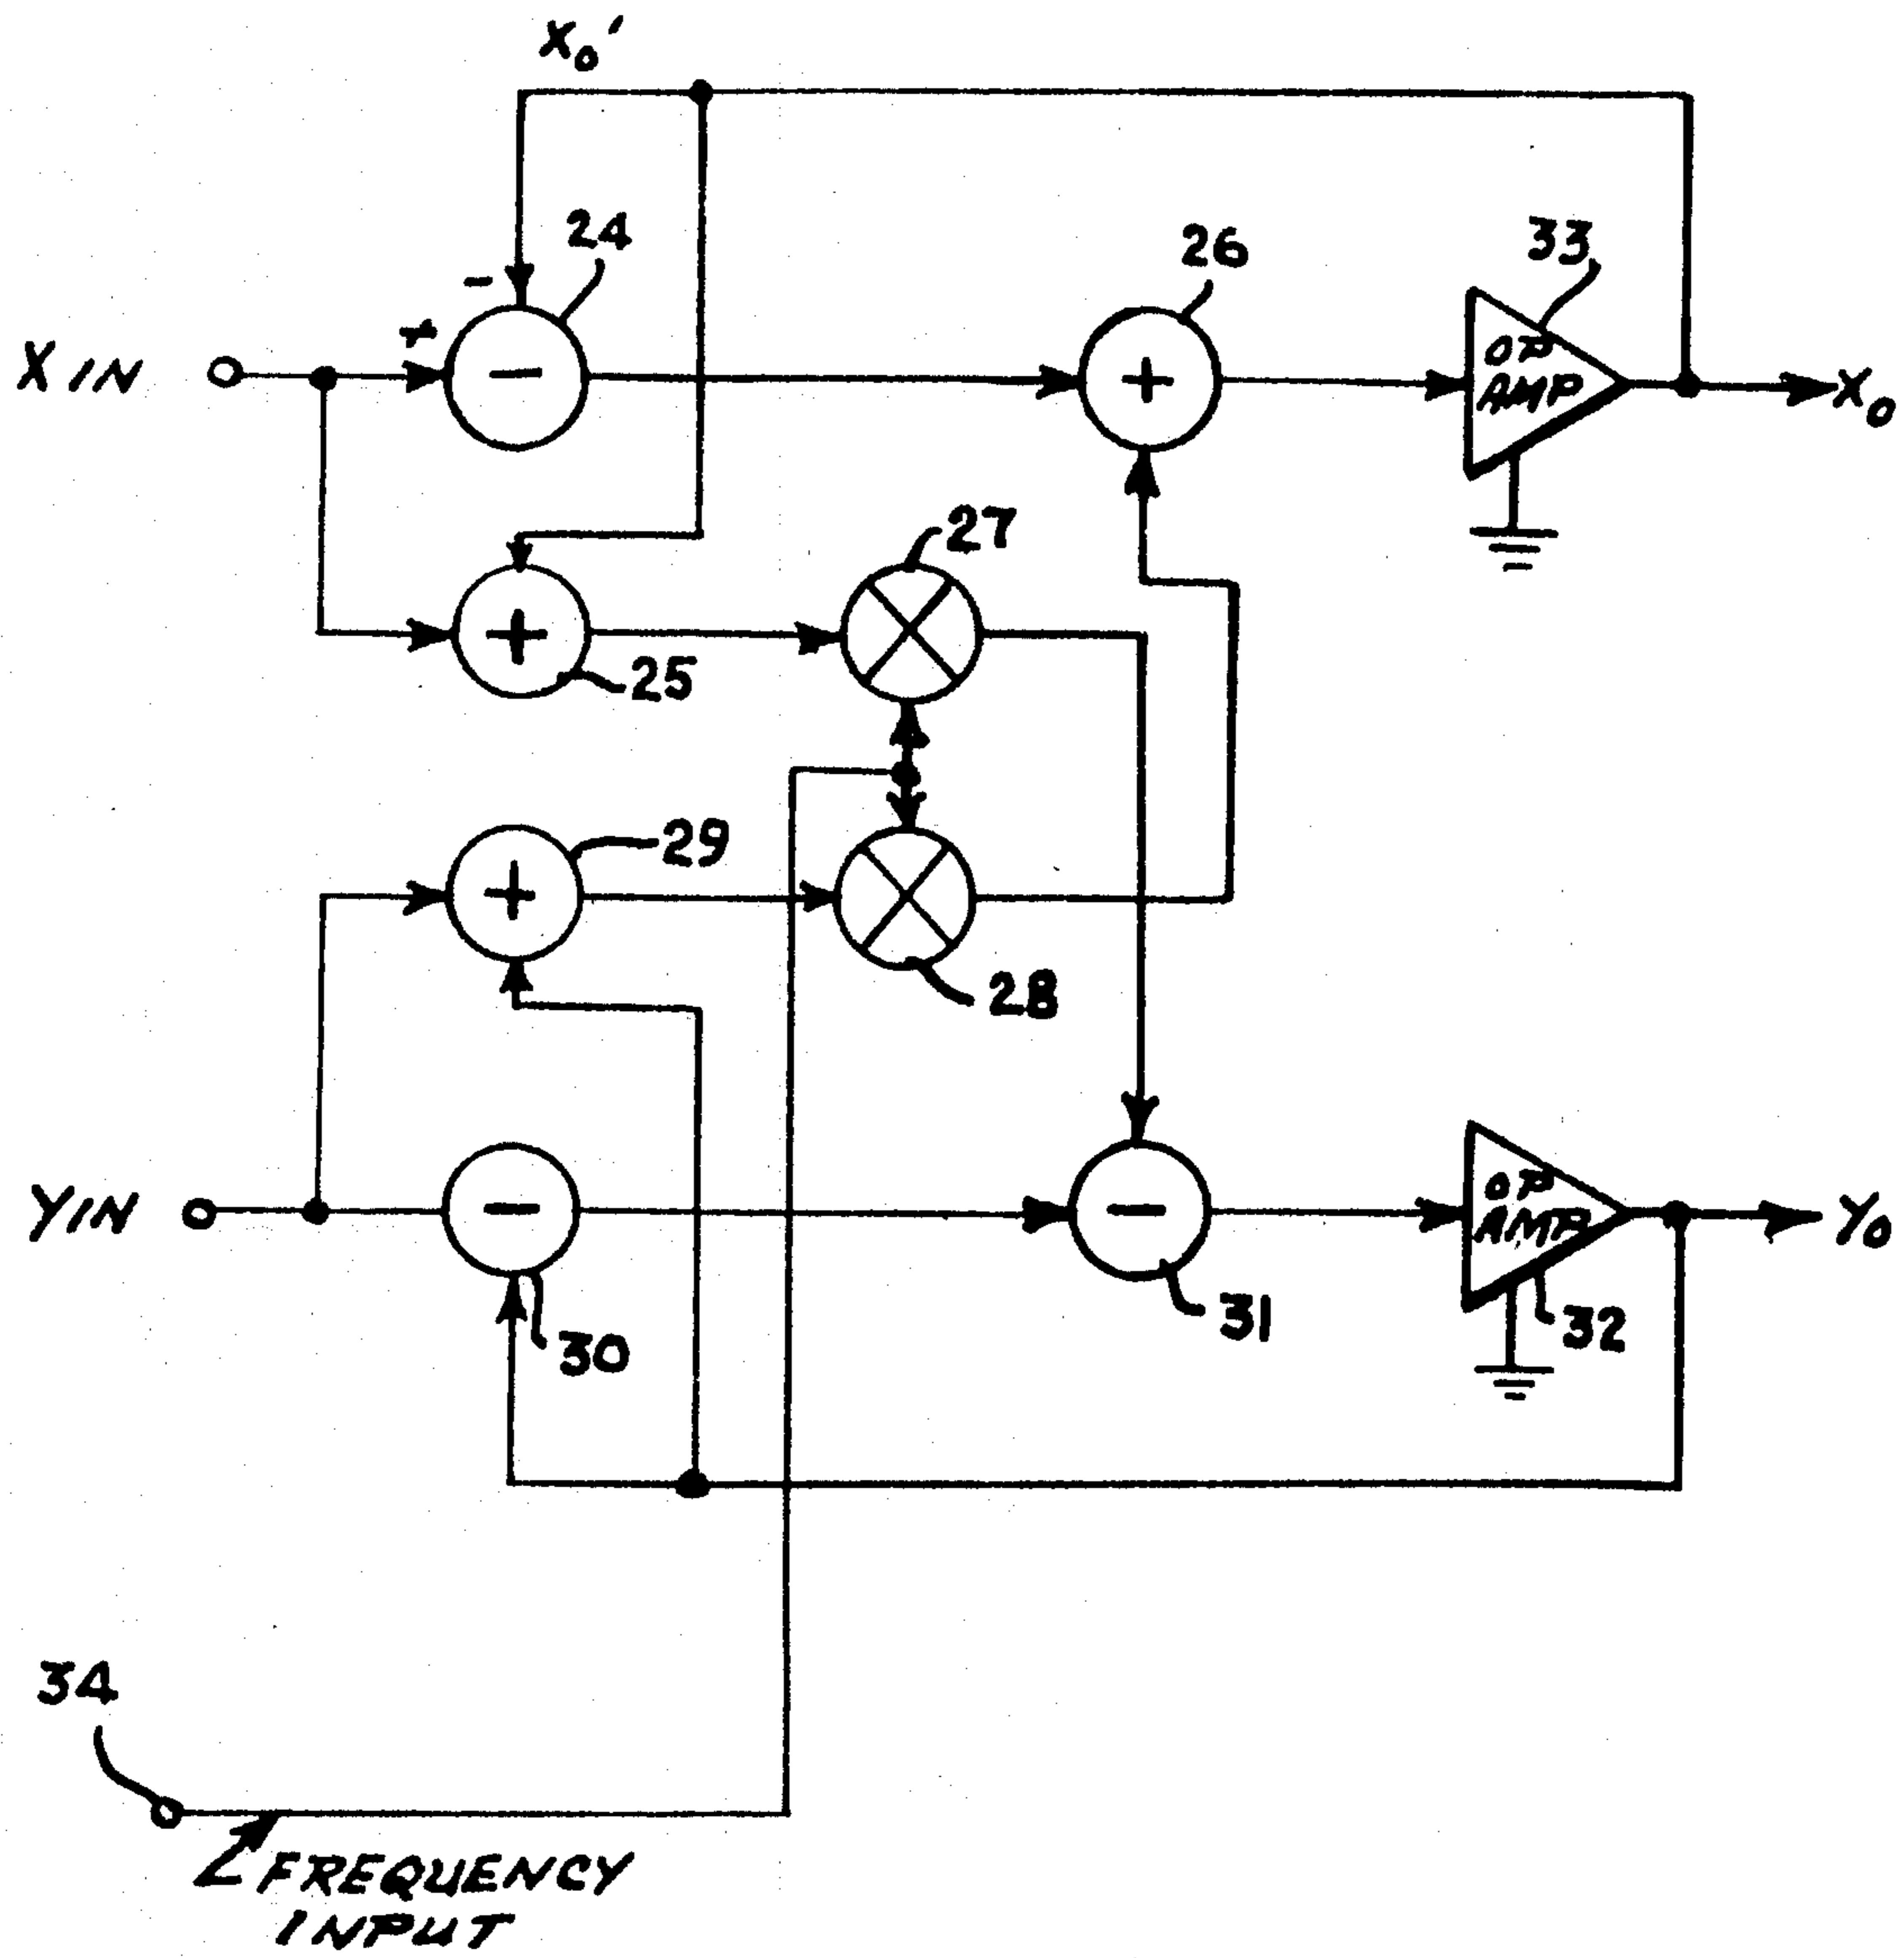 X₀'
24
26
33
-
+
X IN
-
+
OP
AMP
X₀
27
+
25
29
+
28
Y IN
-
-
OP
AMP
Y₀
30
31
32
34
Z FREQUENCY
INPUT